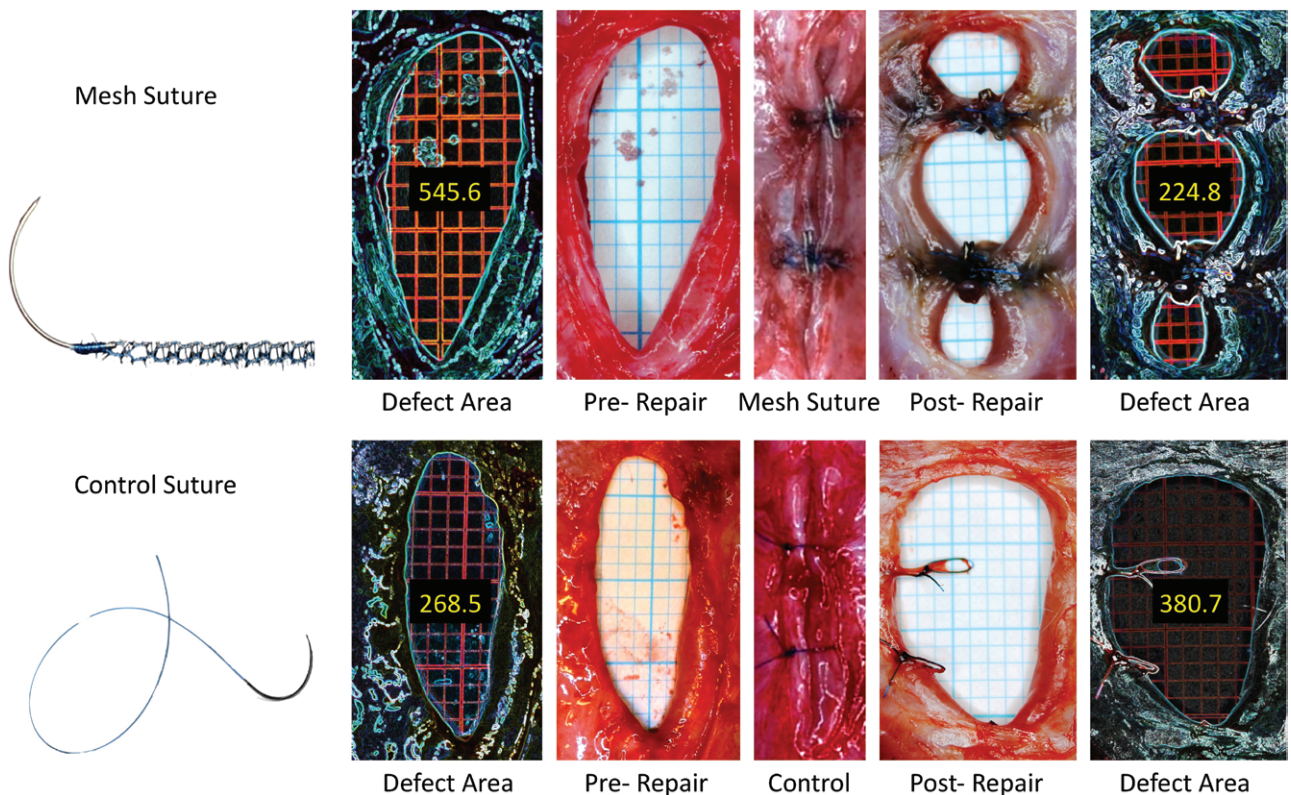 Mesh Suture
545.6
224.8
Defect Area
Pre- Repair
Mesh Suture
Post- Repair
Defect Area
Control Suture
268.5
380.7
Defect Area
Pre-Repair
Control
Post-Repair
Defect Area